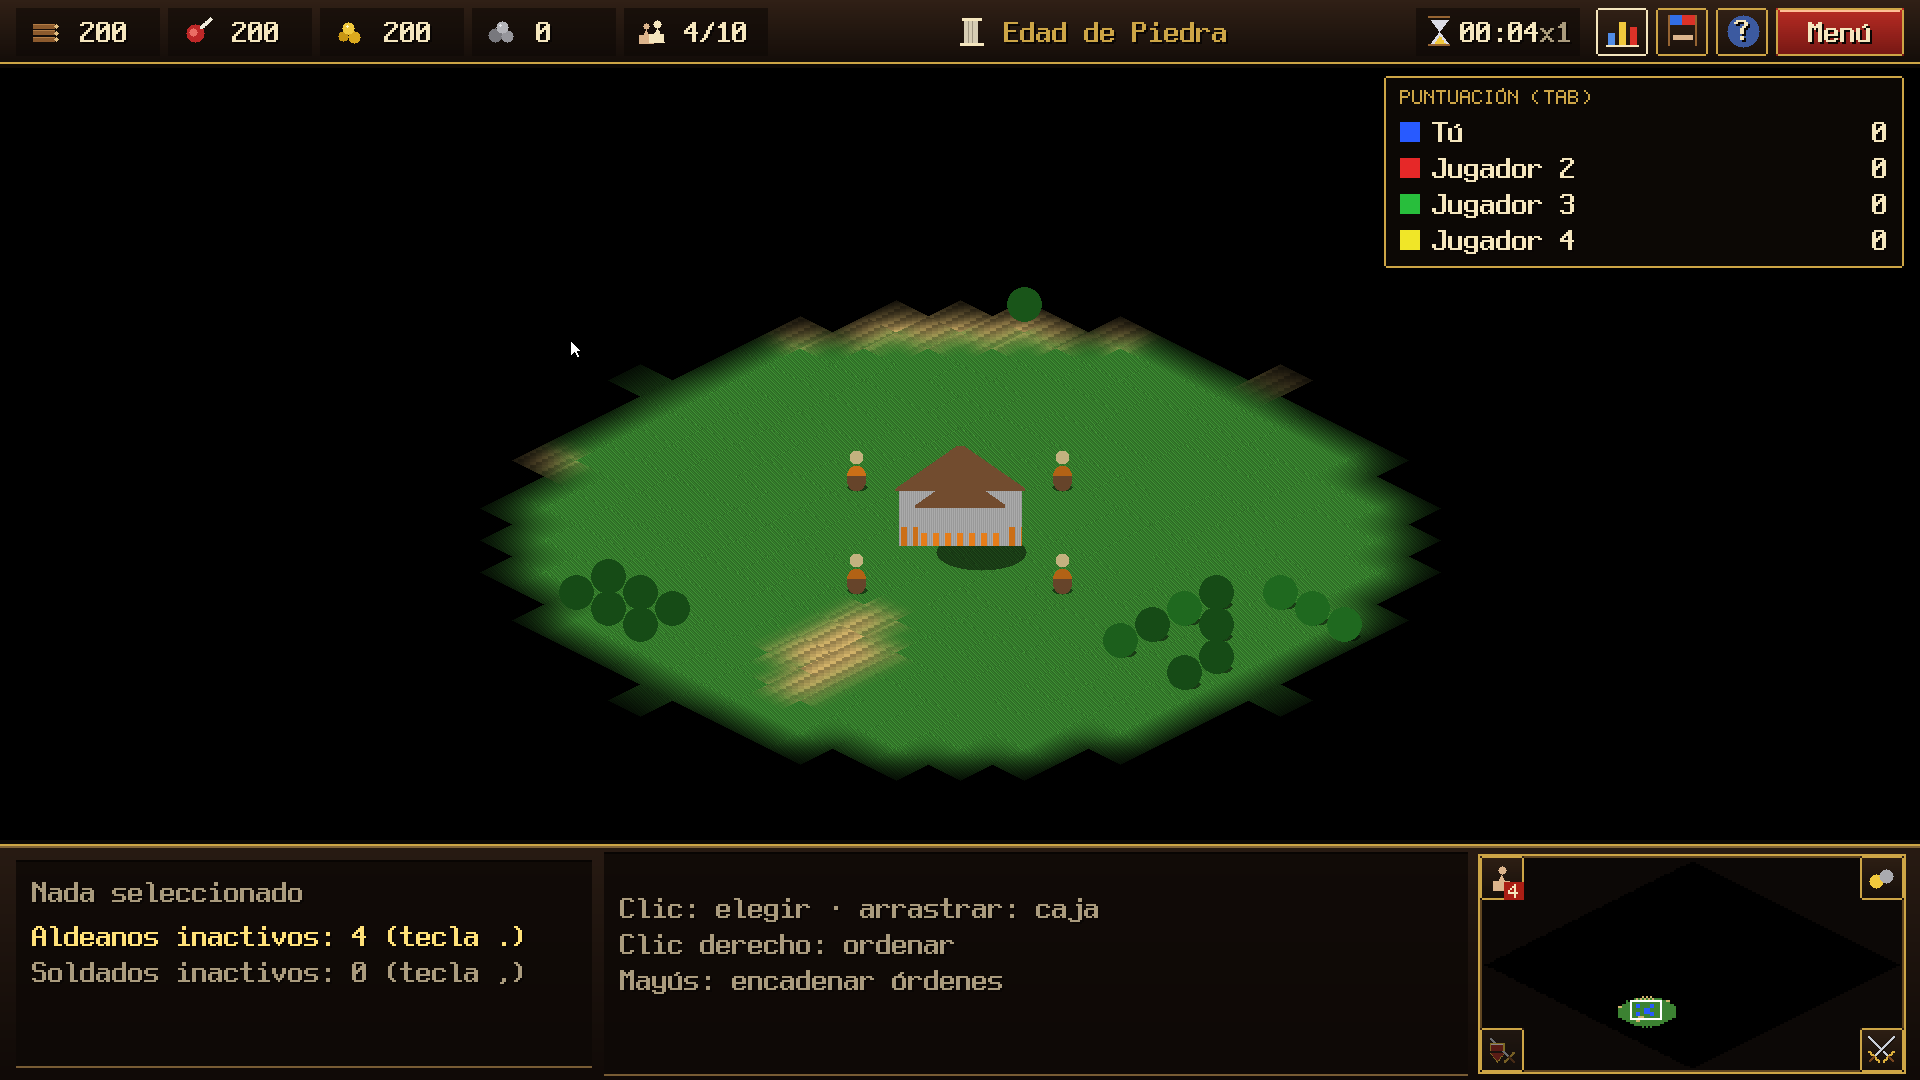 200
200
200
0
4/10
Edad de Piedra
00:04x1
?
Menú
PUNTUACIÓN (TAB)
Tú 0
Jugador 2 0
Jugador 3 0
Jugador 4 0
Nada seleccionado
Aldeanos inactivos: 4 (tecla .)
Soldados inactivos: 0 (tecla ,)
Clic: elegir · arrastrar: caja
Clic derecho: ordenar
Mayús: encadenar órdenes
4